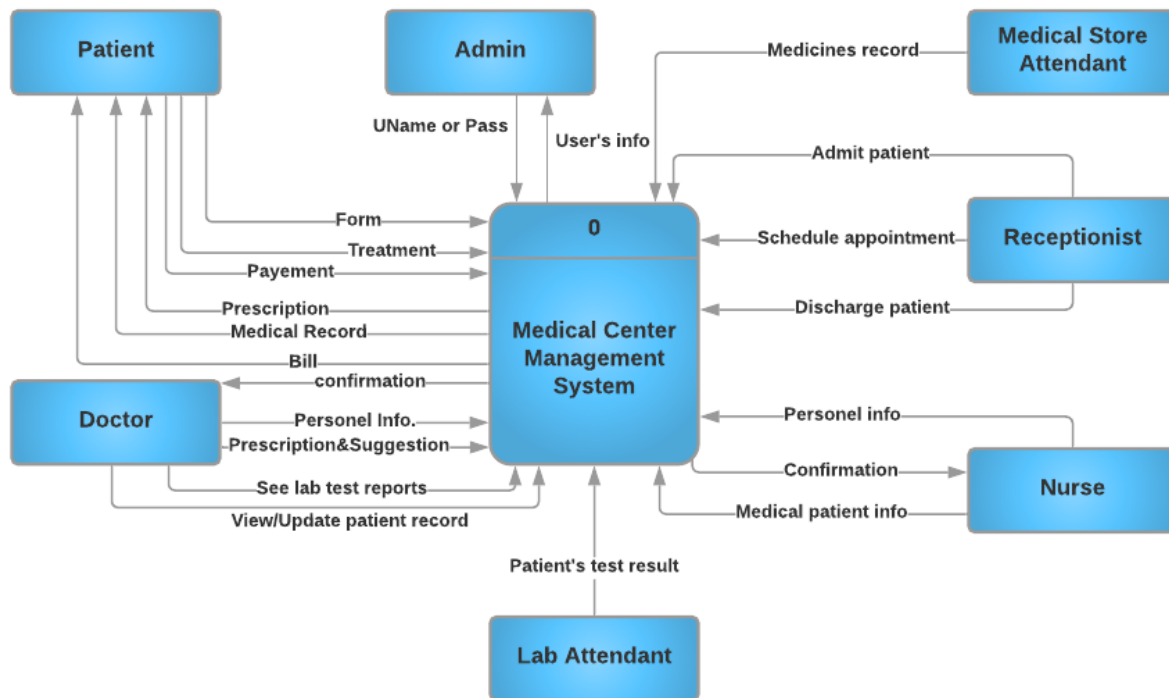 Patient
Admin
Medical Store
Attendant
Medicines record
UName or Pass
User's info
Admit patient
Form
0
Schedule appointment
Receptionist
Treatment
Payement
Prescription
Discharge patient
Medical Record
Medical Center
Management
System
Bill
confirmation
Doctor
Personel Info.
Personel info
Prescription&Suggestion
Confirmation
See lab test reports
Nurse
View/Update patient record
Medical patient info
Patient's test result
Lab Attendant